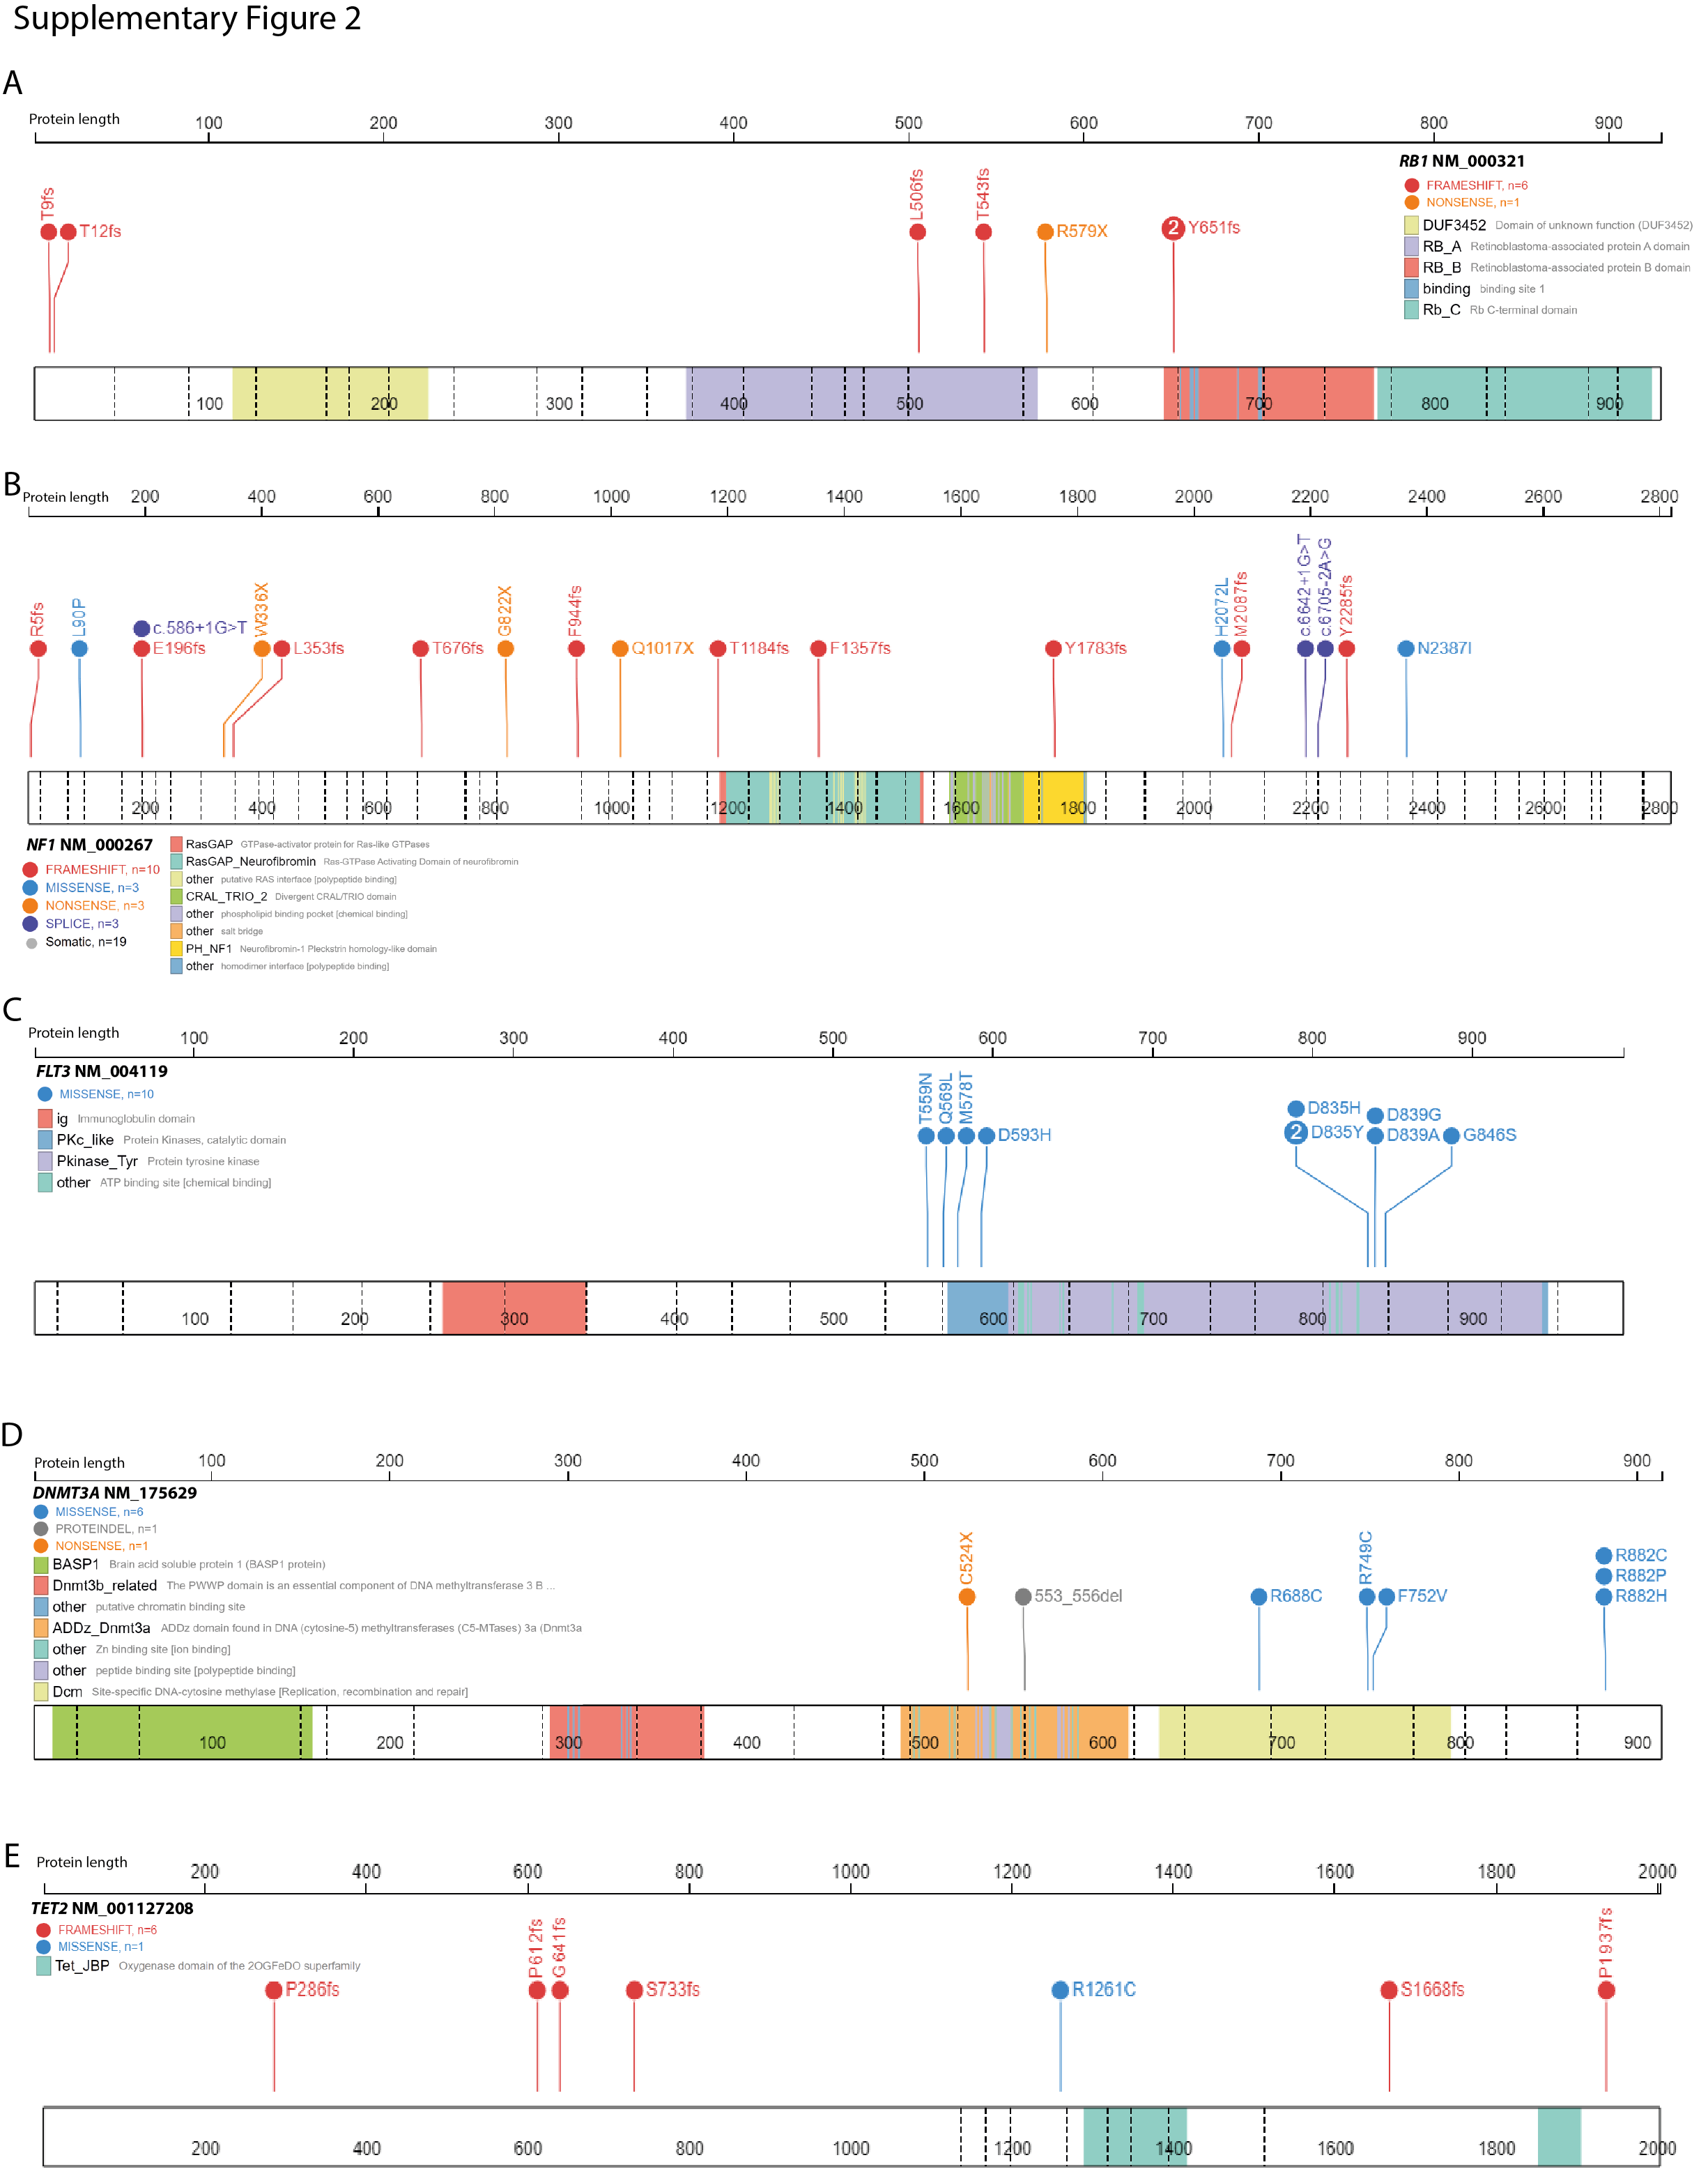 Supplementary Figure 2
A
Protein length
100 200 300 400 500 600 700 800 900
RB1 NM_000321
FRAMESHIFT, n=6
NONSENSE, n=1
DUF3452 Domain of unknown function (DUF3452)
RB_A Retinoblastoma-associated protein A domain
RB_B Retinoblastoma-associated protein B domain
binding binding site 1
Rb_C Rb C-terminal domain
T9fs T12fs L506fs T543fs R579X 2 Y651fs
100 200 300 400 500 600 700 800 900
B
Protein length
200 400 600 800 1000 1200 1400 1600 1800 2000 2200 2400 2600 2800
R5fs L90P c.586+1G>T E196fs W336X L353fs T676fs G822X F944fs Q1017X T1184fs F1357fs Y1783fs H2072L M2087fs c.6642+1G>T c.6705-2A>G Y2285fs N2387I
200 400 600 800 1000 1200 1400 1600 1800 2000 2200 2400 2600 2800
NF1 NM_000267
FRAMESHIFT, n=10
MISSENSE, n=3
NONSENSE, n=3
SPLICE, n=3
Somatic, n=19
RasGAP GTPase-activator protein for Ras-like GTPases
RasGAP_Neurofibromin Ras-GTPase Activating Domain of neurofibromin
other putative RAS interface [polypeptide binding]
CRAL_TRIO_2 Divergent CRAL/TRIO domain
other phospholipid binding pocket [chemical binding]
other salt bridge
PH_NF1 Neurofibromin-1 Pleckstrin homology-like domain
other homodimer interface [polypeptide binding]
C
Protein length
100 200 300 400 500 600 700 800 900
FLT3 NM_004119
MISSENSE, n=10
ig Immunoglobulin domain
PKc_like Protein Kinases, catalytic domain
Pkinase_Tyr Protein tyrosine kinase
other ATP binding site [chemical binding]
T559N Q569L M578T D593H
D835H D839G
2 D835Y D839A G846S
100 200 300 400 500 600 700 800 900
D
Protein length
100 200 300 400 500 600 700 800 900
DNMT3A NM_175629
MISSENSE, n=6
PROTEINDEL, n=1
NONSENSE, n=1
BASP1 Brain acid soluble protein 1 (BASP1 protein)
Dnmt3b_related The PWWP domain is an essential component of DNA methyltransferase 3 B ...
other putative chromatin binding site
ADDz_Dnmt3a ADDz domain found in DNA (cytosine-5) methyltransferases (C5-MTases) 3a (Dnmt3a
other Zn binding site [ion binding]
other peptide binding site [polypeptide binding]
Dcm Site-specific DNA-cytosine methylase [Replication, recombination and repair]
C524X 553_556del R688C R749C F752V
R882C
R882P
R882H
100 200 300 400 500 600 700 800 900
E
Protein length
200 400 600 800 1000 1200 1400 1600 1800 2000
TET2 NM_001127208
FRAMESHIFT, n=6
MISSENSE, n=1
Tet_JBP Oxygenase domain of the 2OGFeDO superfamily
P286fs P612fs G641fs S733fs R1261C S1668fs P1937fs
200 400 600 800 1000 1200 1400 1600 1800 2000